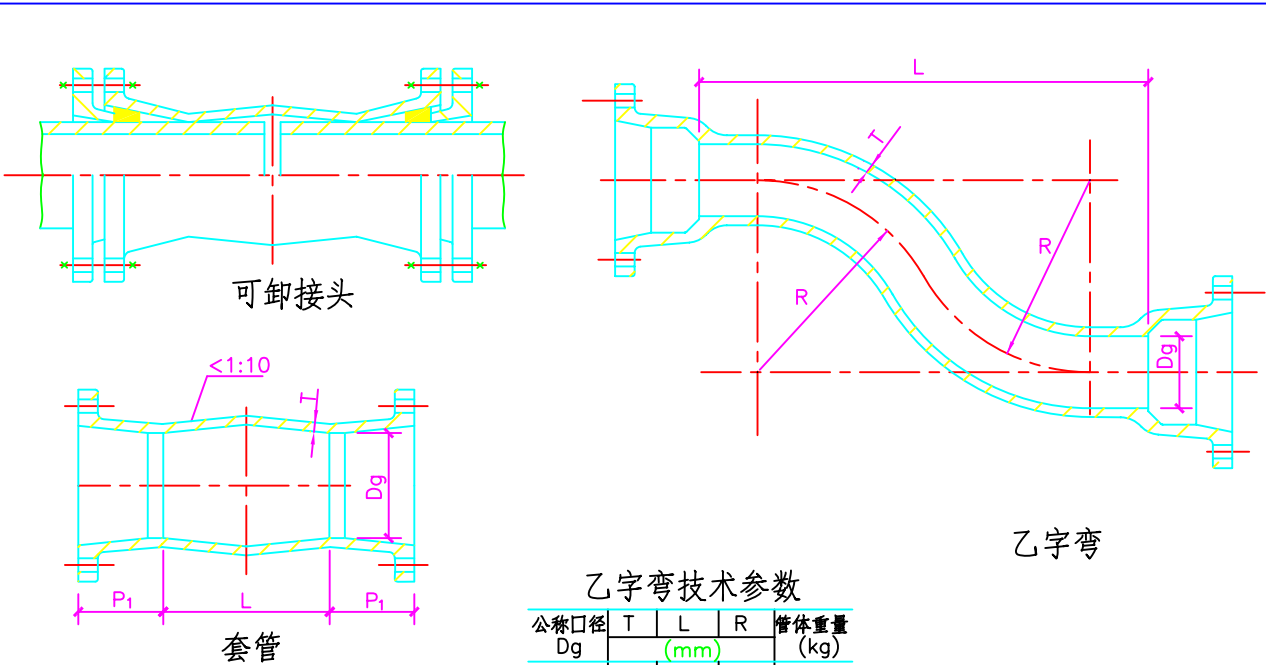 L
T
R
R
可卸接头
<1:10
T
Dg
Dg
乙字弯
P1 L P1
套管
乙字弯技术参数
公称口径 T L R 管体重量
Dg (mm) (kg)